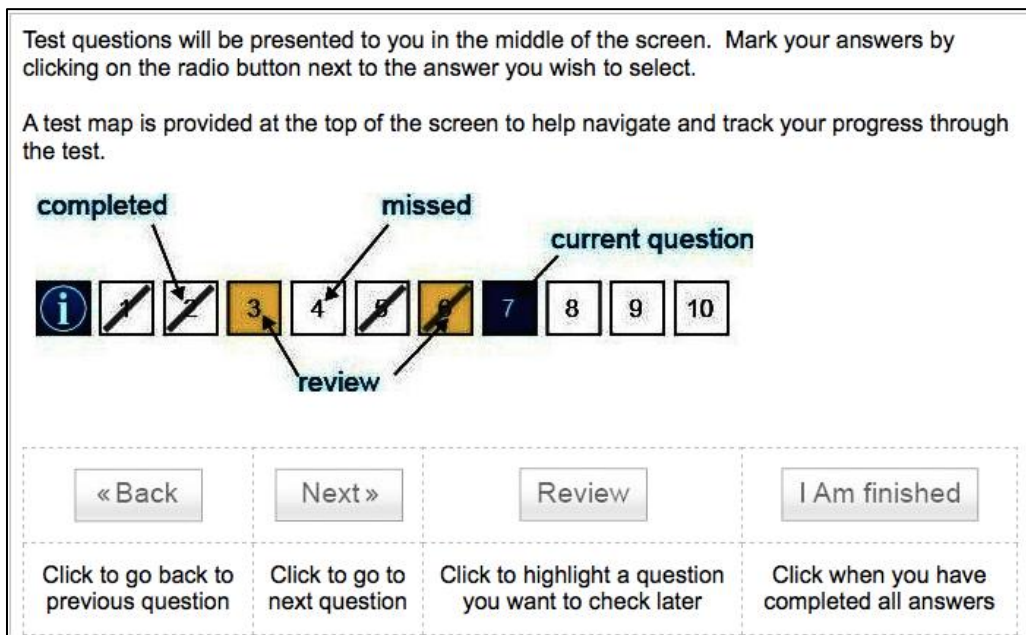 Test questions will be presented to you in the middle of the screen.  Mark your answers by
clicking on the radio button next to the answer you wish to select.
A test map is provided at the top of the screen to help navigate and track your progress through
the test.
completed
missed
current question
i 1 2 3 4 5 6 7 8 9 10
review
« Back
Next »
Review
I Am finished
Click to go back to
previous question
Click to go to
next question
Click to highlight a question
you want to check later
Click when you have
completed all answers